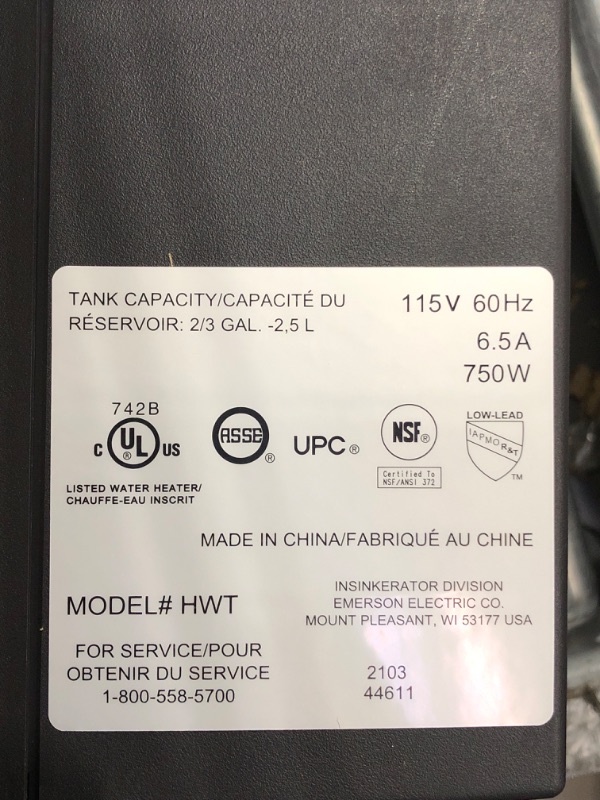 TANK CAPACITY/CAPACITÉ DU
RÉSERVOIR: 2/3 GAL. -2,5 L
115V 60Hz
6.5A
750W
742B
C UL US
LISTED WATER HEATER/
CHAUFFE-EAU INSCRIT
ASSE ®
UPC®
NSF®
Certified To
NSF/ANSI 372
LOW-LEAD
IAPMO R&T
TM
MADE IN CHINA/FABRIQUÉ AU CHINE
MODEL# HWT
INSINKERATOR DIVISION
EMERSON ELECTRIC CO.
MOUNT PLEASANT, WI 53177 USA
FOR SERVICE/POUR
OBTENIR DU SERVICE
1-800-558-5700
2103
44611